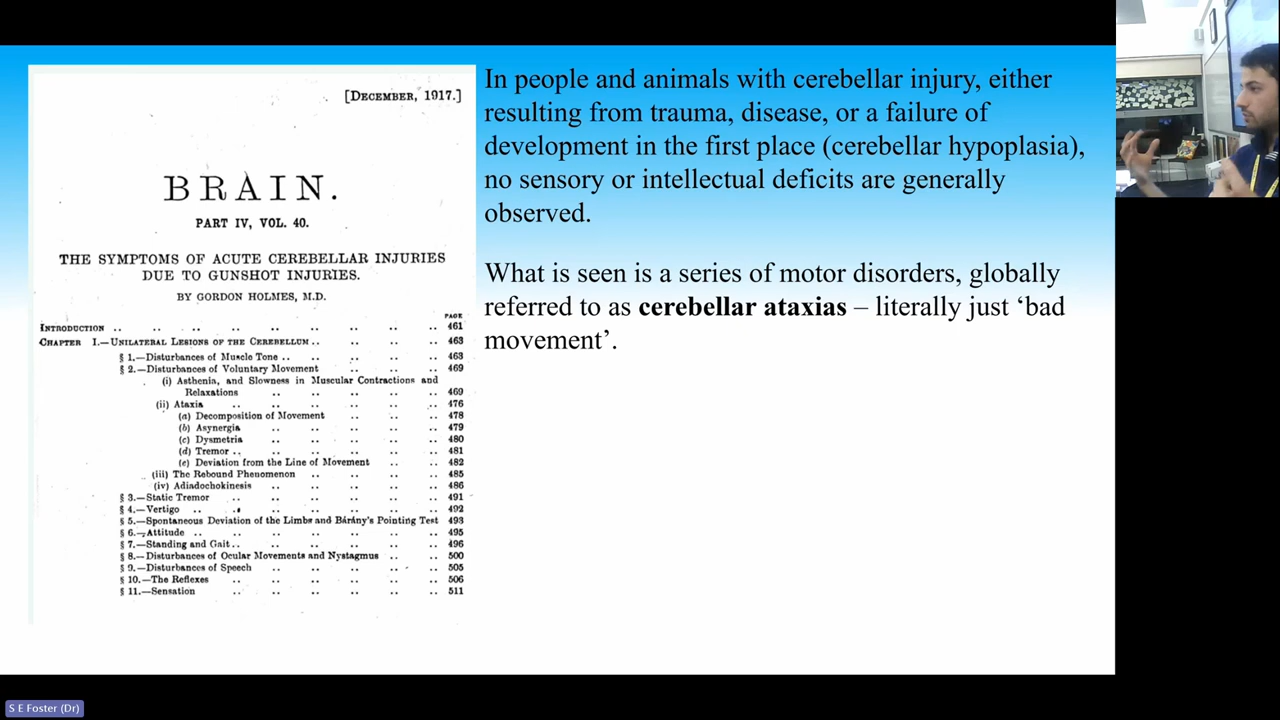 [DECEMBER, 1917.]
BRAIN.
PART IV, VOL. 40.
THE SYMPTOMS OF ACUTE CEREBELLAR INJURIES
DUE TO GUNSHOT INJURIES.
BY GORDON HOLMES, M.D.
PAGE
INTRODUCTION .. .. .. .. .. .. .. .. 461
CHAPTER I.—UNILATERAL LESIONS OF THE CEREBELLUM .. .. .. .. 463
§ 1.—Disturbances of Muscle Tone .. .. .. .. .. 463
§ 2.—Disturbances of Voluntary Movement .. .. .. 469
(i) Asthenia, and Slowness in Muscular Contractions and
Relaxations .. .. .. .. .. 469
(ii) Ataxia .. .. .. .. .. .. 476
(a) Decomposition of Movement .. .. .. 478
(b) Asynergia .. .. .. .. .. 479
(c) Dysmetria .. .. .. .. .. 480
(d) Tremor .. .. .. .. .. .. 481
(e) Deviation from the Line of Movement .. .. 482
(iii) The Rebound Phenomenon .. .. .. .. 485
(iv) Adiadochokinesis .. .. .. .. .. 486
§ 3.—Static Tremor .. .. .. .. .. .. 491
§ 4.—Vertigo .. .. .. .. .. .. .. 492
§ 5.—Spontaneous Deviation of the Limbs and Bárány's Pointing Test 493
§ 6.—Attitude .. .. .. .. .. .. .. 495
§ 7.—Standing and Gait .. .. .. .. .. .. 496
§ 8.—Disturbances of Ocular Movements and Nystagmus .. .. 500
§ 9.—Disturbances of Speech .. .. .. .. .. 505
§ 10.—The Reflexes .. .. .. .. .. .. 506
§ 11.—Sensation .. .. .. .. .. .. 511
In people and animals with cerebellar injury, either
resulting from trauma, disease, or a failure of
development in the first place (cerebellar hypoplasia),
no sensory or intellectual deficits are generally
observed.
What is seen is a series of motor disorders, globally
referred to as cerebellar ataxias – literally just ‘bad
movement’.
S E Foster (Dr)